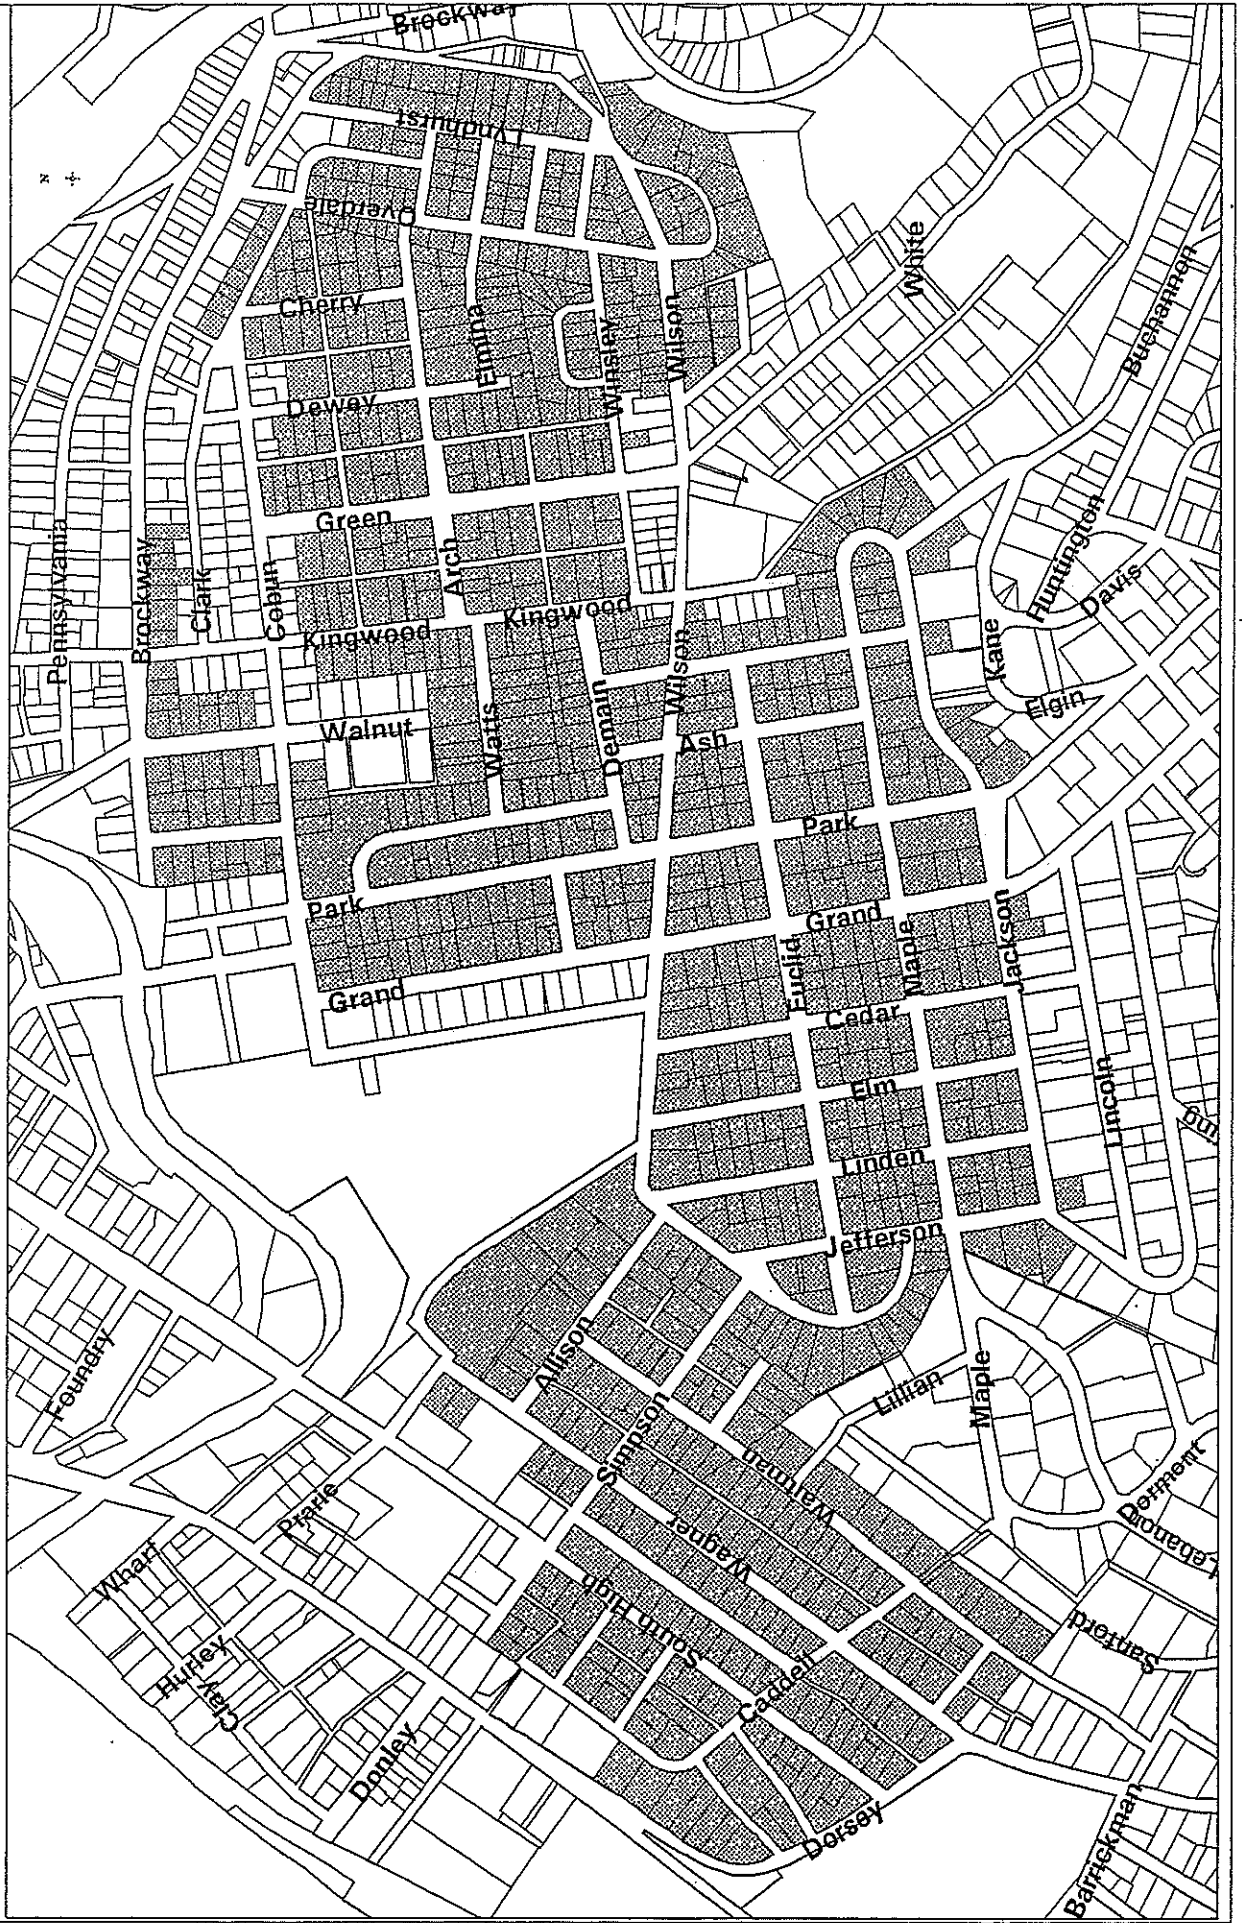 Brockway
N
Lyndhurst
Overdale
White
Cherry
Buchannon
Elmina
Winsley
Wilson
Dewey
Green
Pennsylvania
Brockway
Clark
Cobun
Arch
Huntington
Davis
Kingwood
Kingwood
Kane
Wilson
Elgin
Walnut
Watts
Demain
Ash
Park
Park
Grand
Grand
Euclid
Maple
Jackson
Cedar
Elm
Lincoln
ing
Linden
Jefferson
Foundry
Allison
Lillian
Maple
Simpson
Waitman
Dormont
Lebanon
Prarie
Wagner
Wharf
South High
Sanford
Hurley
Clay
Caddell
Donley
Dorsey
Barrickman